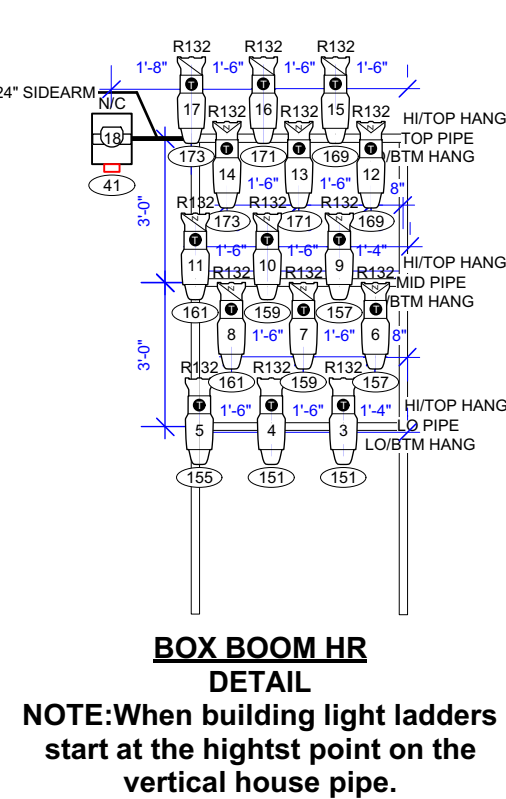 R132 R132 R132
1'-8" 1'-6" 1'-6" 1'-6"
24" SIDEARM
N/C
T T T
17 16 15
R132 R132 R132
HI/TOP HANG
18
TOP PIPE
173 171 169
/BTM HANG
T T T
41
14 13 12
1'-6" 1'-6" 8"
3'-0"
R132 173 R132 171 R132 169
T T T
1'-6" 1'-6" 1'-4"
11 10 9
HI/TOP HANG
R132 R132 R132
MID PIPE
/BTM HANG
161 159 157
T T T
8 7 6
1'-6" 1'-6" 8"
3'-0"
R132 R132 R132
161 159 157
T T T
1'-6" 1'-6" 1'-4"
HI/TOP HANG
5 4 3
LO PIPE
LO/BTM HANG
155 151 151
BOX BOOM HR
DETAIL
NOTE:When building light ladders
start at the hightst point on the
vertical house pipe.